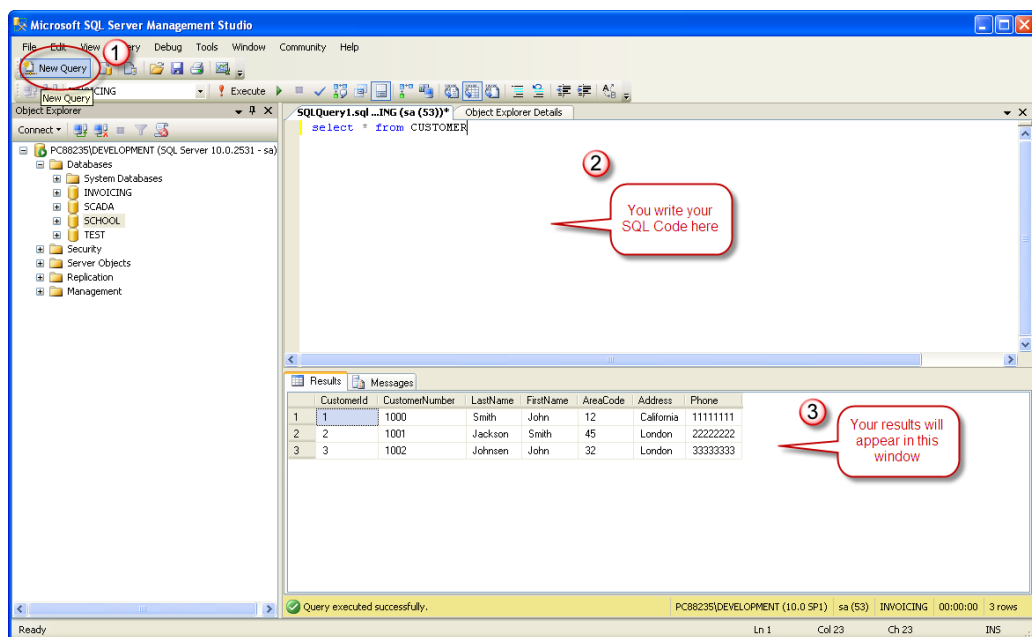 Microsoft SQL Server Management Studio
File Edit View Query Debug Tools Window Community Help
1
New Query
INVOICING Execute
New Query
Object Explorer
Connect
PC88235\DEVELOPMENT (SQL Server 10.0.2531 - sa)
Databases
System Databases
INVOICING
SCADA
SCHOOL
TEST
Security
Server Objects
Replication
Management
SQLQuery1.sql ...ING (sa (53))* Object Explorer Details
select * from CUSTOMER
2
You write your
SQL Code here
Results Messages
CustomerId CustomerNumber LastName FirstName AreaCode Address Phone
1 1 1000 Smith John 12 California 11111111
2 2 1001 Jackson Smith 45 London 22222222
3 3 1002 Johnsen John 32 London 33333333
3
Your results will
appear in this
window
Query executed successfully. PC88235\DEVELOPMENT (10.0 SP1) sa (53) INVOICING 00:00:00 3 rows
Ready Ln 1 Col 23 Ch 23 INS